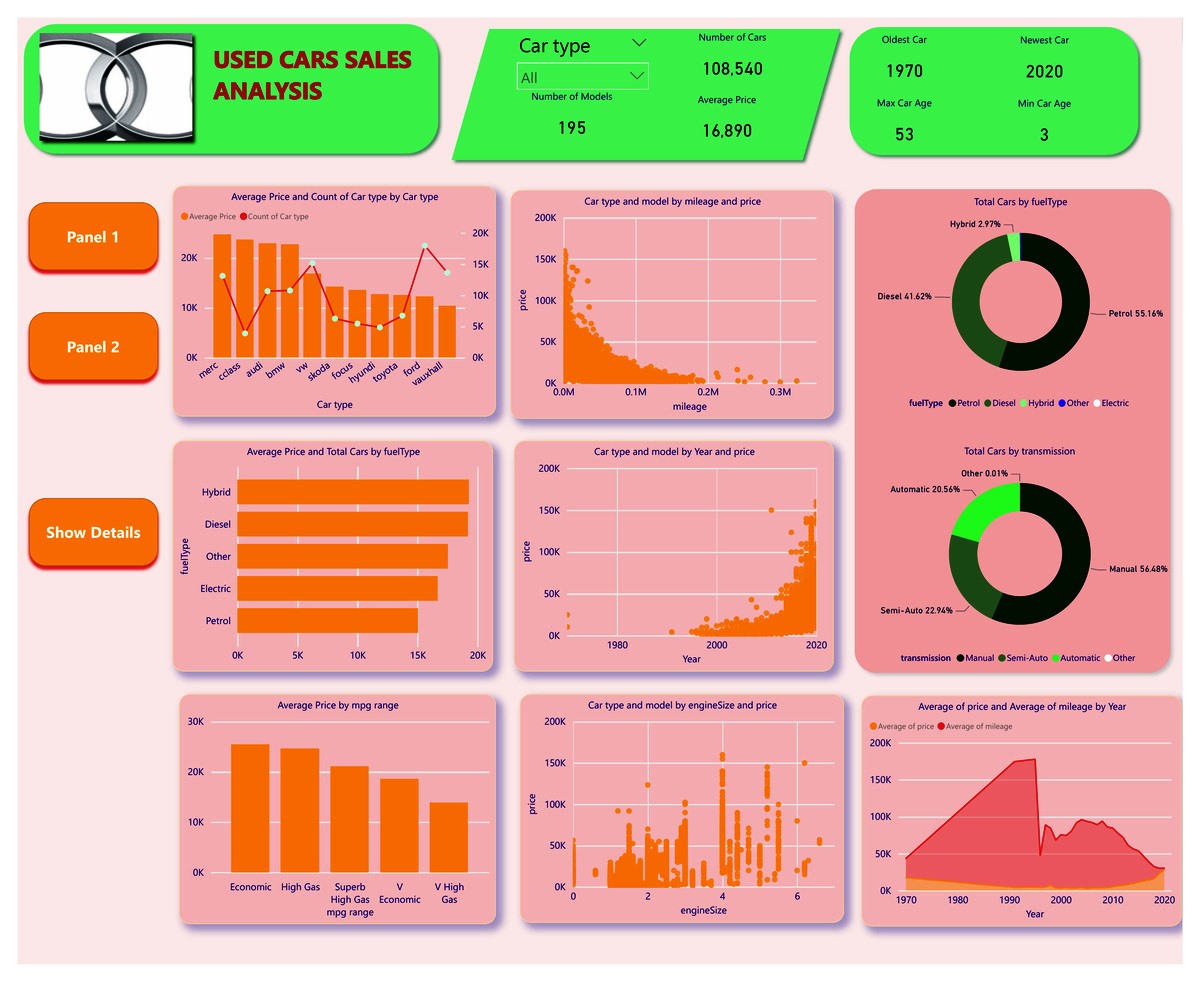 USED CARS SALES
ANALYSIS
Car type
All
Number of Models
195
Number of Cars
108,540
Average Price
16,890
Oldest Car
1970
Newest Car
2020
Max Car Age
53
Min Car Age
3
Panel 1
Panel 2
Show Details
Average Price and Count of Car type by Car type
Average Price Count of Car type
20K
10K
0K
20K
15K
10K
5K
0K
merc cclass audi bmw vw skoda focus hyundi toyota ford vauxhall
Car type
Car type and model by mileage and price
price
200K
150K
100K
50K
0K
0.0M 0.1M 0.2M 0.3M
mileage
Total Cars by fuelType
Hybrid 2.97%
Diesel 41.62%
Petrol 55.16%
fuelType Petrol Diesel Hybrid Other Electric
Average Price and Total Cars by fuelType
fuelType
Hybrid
Diesel
Other
Electric
Petrol
0K 5K 10K 15K 20K
Car type and model by Year and price
price
200K
150K
100K
50K
0K
1980 2000 2020
Year
Total Cars by transmission
Other 0.01%
Automatic 20.56%
Manual 56.48%
Semi-Auto 22.94%
transmission Manual Semi-Auto Automatic Other
Average Price by mpg range
30K
20K
10K
0K
Economic High Gas Superb High Gas V Economic V High Gas
mpg range
Car type and model by engineSize and price
price
200K
150K
100K
50K
0K
0 2 4 6
engineSize
Average of price and Average of mileage by Year
Average of price Average of mileage
200K
150K
100K
50K
0K
1970 1980 1990 2000 2010 2020
Year